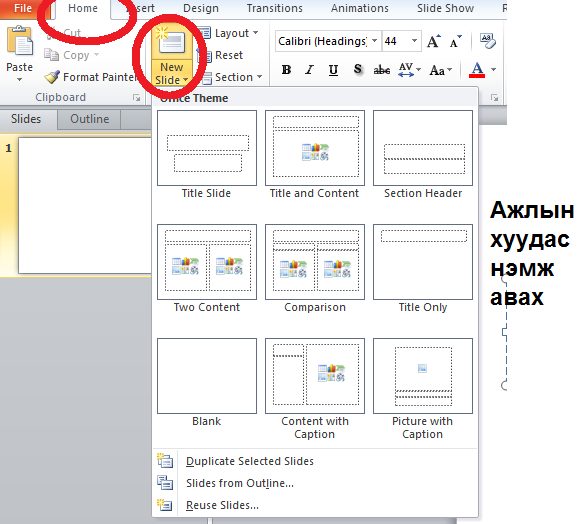 File Home Insert Design Transitions Animations Slide Show
Cut
Copy
Paste
Format Painter
Clipboard
New Slide
Layout
Reset
Section
Calibri (Headings) 44
B I U S abc AV Aa A
Slides Outline
1
Office Theme
Title Slide Title and Content Section Header
Two Content Comparison Title Only
Blank Content with Caption Picture with Caption
Duplicate Selected Slides
Slides from Outline...
Reuse Slides...
Ажлын
хуудас
нэмж
авах